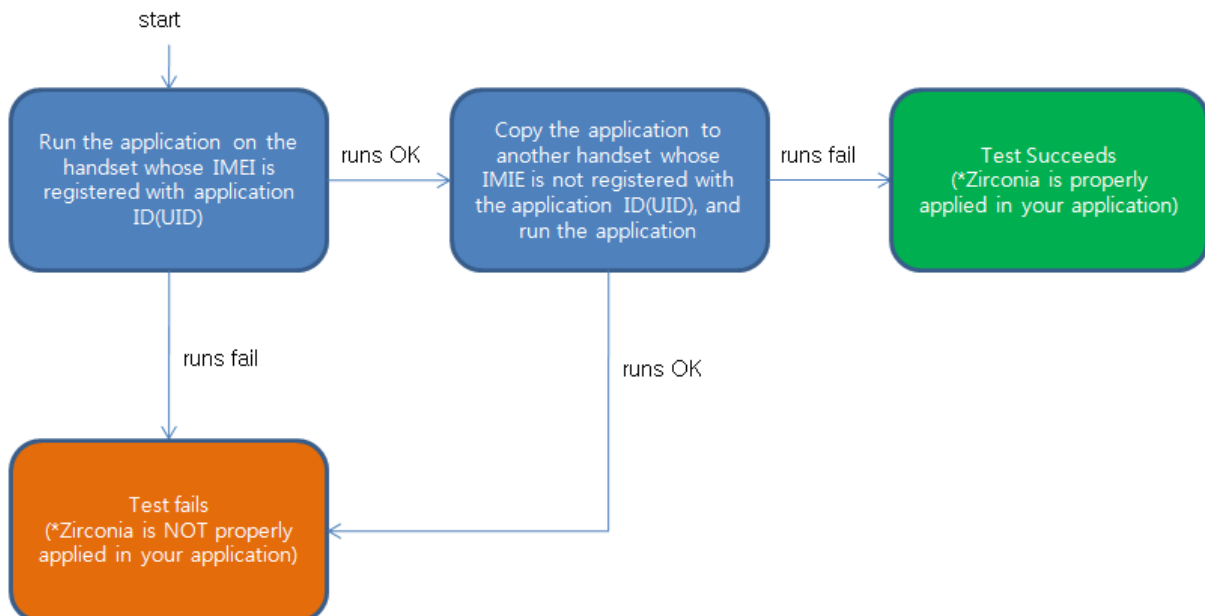 start
Run the application on the
handset whose IMEI is
registered with application
ID(UID)
runs OK
Copy the application to
another handset whose
IMIE is not registered with
the application ID(UID), and
run the application
runs fail
Test Succeeds
(*Zirconia is properly
applied in your application)
runs fail
runs OK
Test fails
(*Zirconia is NOT properly
applied in your application)